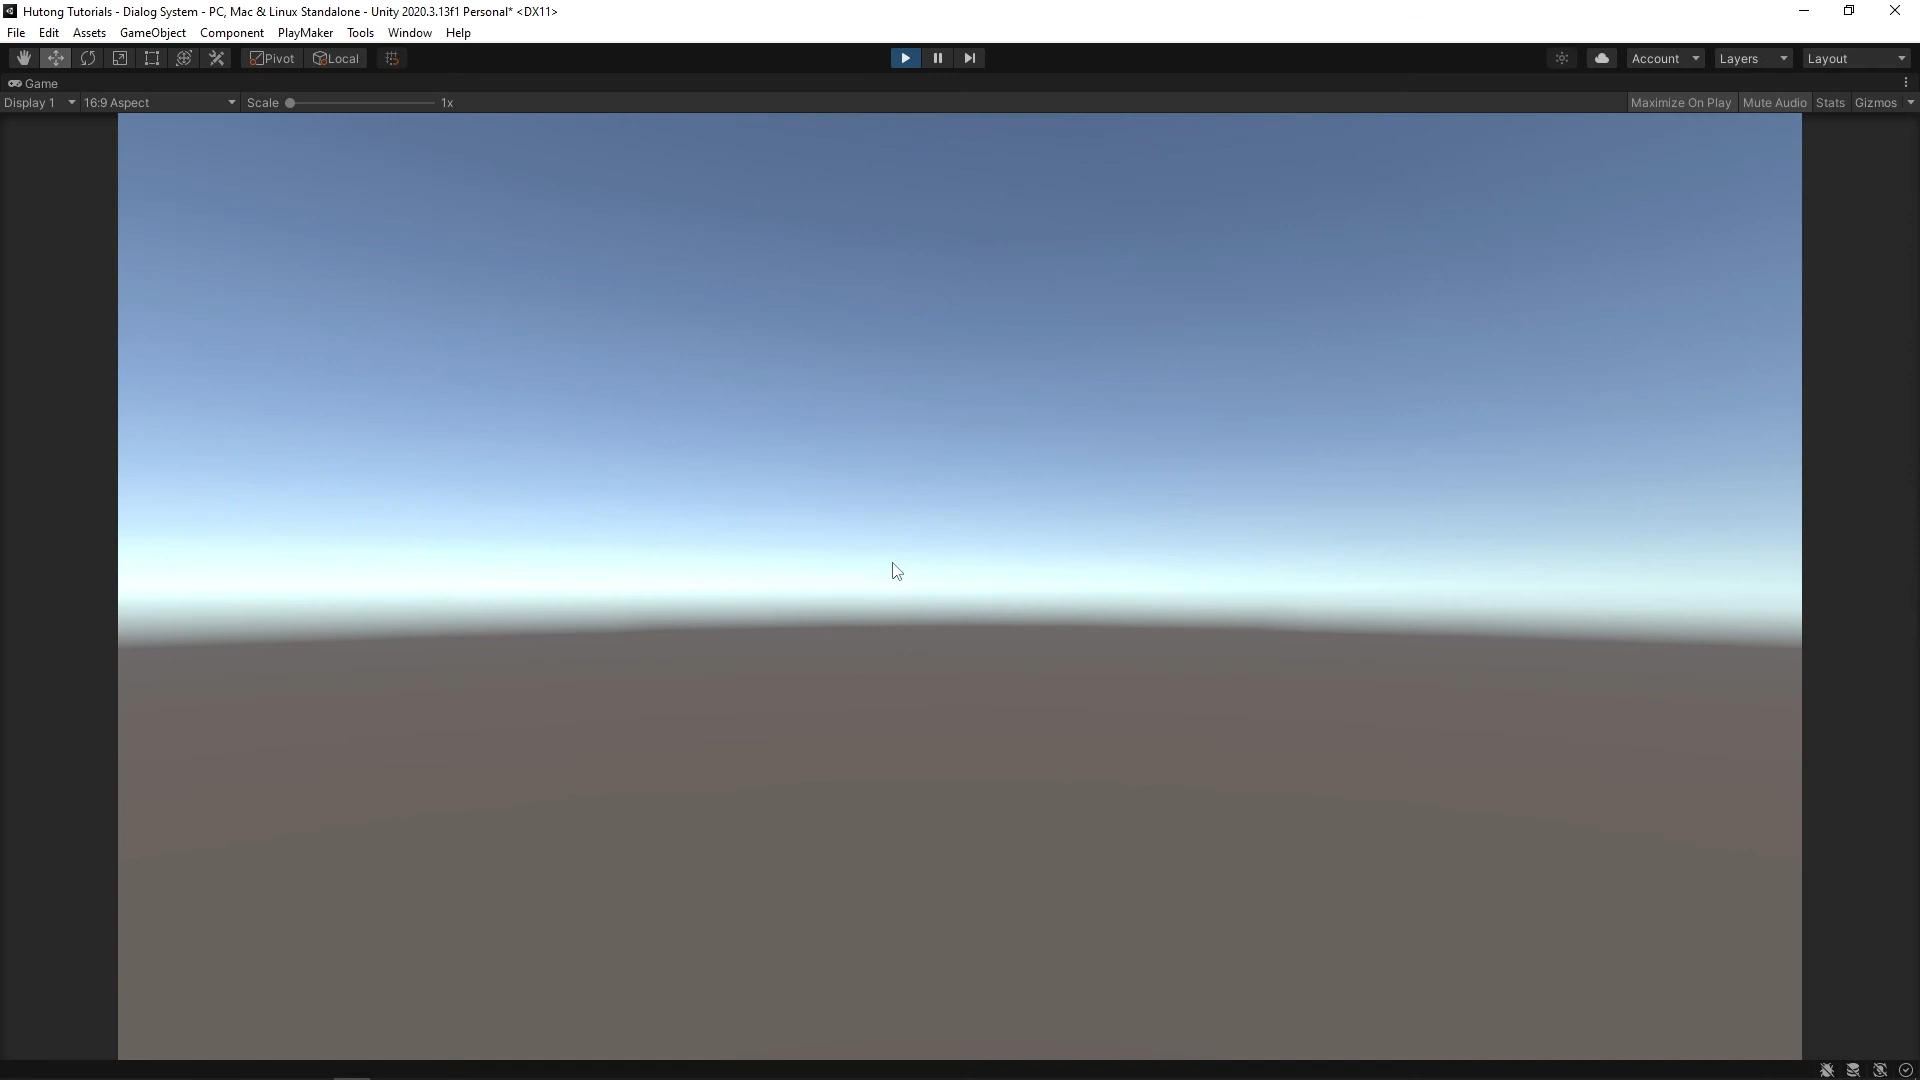 Hutong Tutorials - Dialog System - PC, Mac & Linux Standalone - Unity 2020.3.13f1 Personal* <DX11>
File Edit Assets GameObject Component PlayMaker Tools Window Help
Pivot Local Account Layers Layout
Game
Display 1 16:9 Aspect Scale 1x Maximize On Play Mute Audio Stats Gizmos